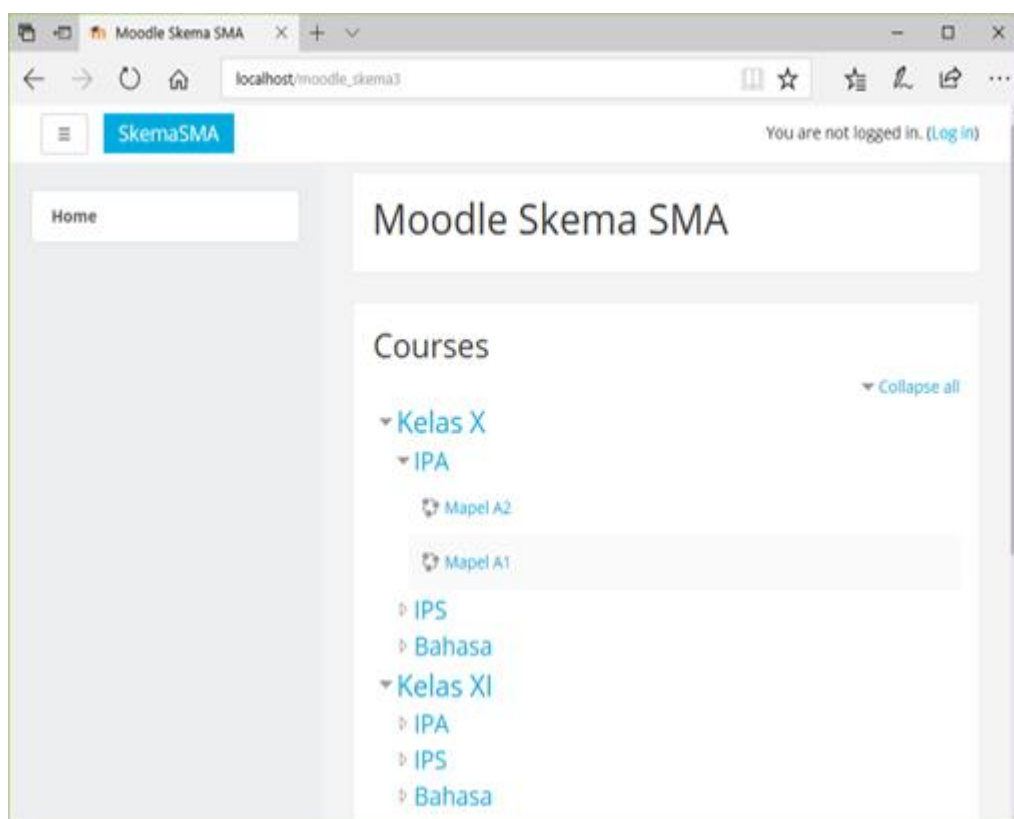 Moodle Skema SMA
localhost/moodle_skema3
SkemaSMA
You are not logged in. (Log in)
Home
Moodle Skema SMA
Courses
Collapse all
Kelas X
IPA
Mapel A2
Mapel A1
IPS
Bahasa
Kelas XI
IPA
IPS
Bahasa